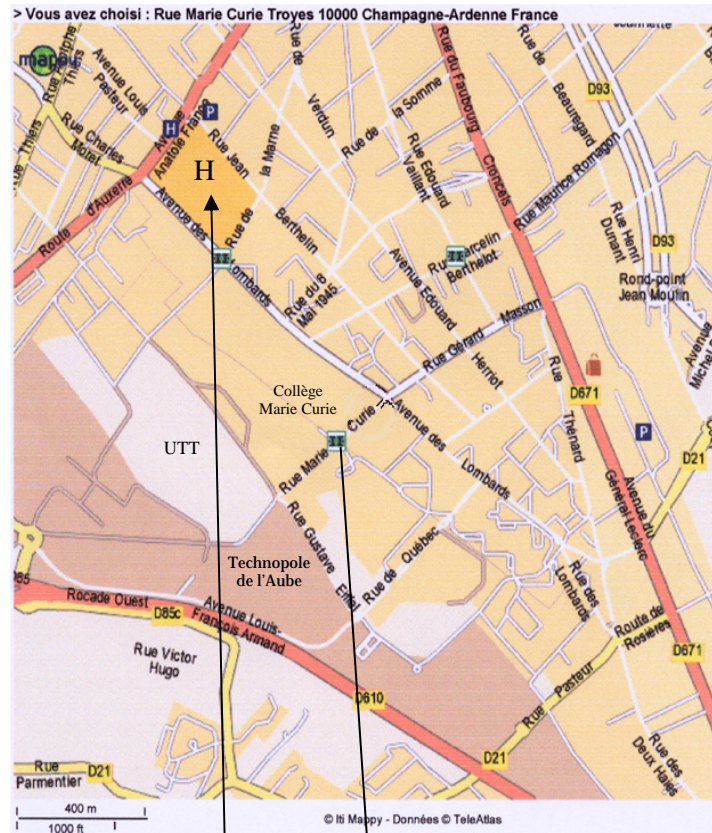 > Vous avez choisi : Rue Marie Curie Troyes 10000 Champagne-Ardenne France
mappy
Rue Adolphe
Thiers
Avenue Louis
Pasteur
Rue Thiers
Rue Charles
Moret
Route
d'Auxerre
H
P
Avenue
Anatole France
H
Rue Jean
Berthelin
Rue de
la Marne
Rue de
Verdun
Rue de
la Somme
Rue Edouard
Vaillant
Rue du Faubourg
Croncels
Rue de
Beauregard
D93
Rue Maurice Romagon
Rue Henri
Dunant
D93
Rond-point
Jean Moulin
Avenue
Avenue des
Lombards
Rue du 8
Mai 1945
Avenue Edouard
Herriot
Berthelot
Rue Gérard
Masson
Rue
Thénard
D671
P
D21
Collège
Marie Curie
Rue Marie
Curie
Avenue des
Lombards
UTT
Rue Gustave
Eiffel
Rue de
Québec
Technopole
de l'Aube
Rue des
Lombards
Avenue du
Général Leclerc
D85
Rocade Ouest
D85c
Avenue Louis-
François Armand
Rue Victor
Hugo
D610
Route de
Rosières
D671
Rue
Pasteur
D21
Rue des
Deux Haies
Rue
Parmentier
D21
400 m
1000 ft
© Iti Mappy - Données © TeleAtlas